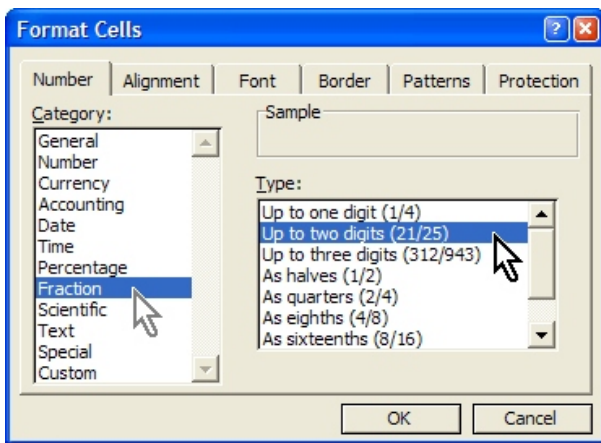 Format Cells
Number Alignment Font Border Patterns Protection
Category:
General
Number
Currency
Accounting
Date
Time
Percentage
Fraction
Scientific
Text
Special
Custom
Sample
Type:
Up to one digit (1/4)
Up to two digits (21/25)
Up to three digits (312/943)
As halves (1/2)
As quarters (2/4)
As eighths (4/8)
As sixteenths (8/16)
OK Cancel